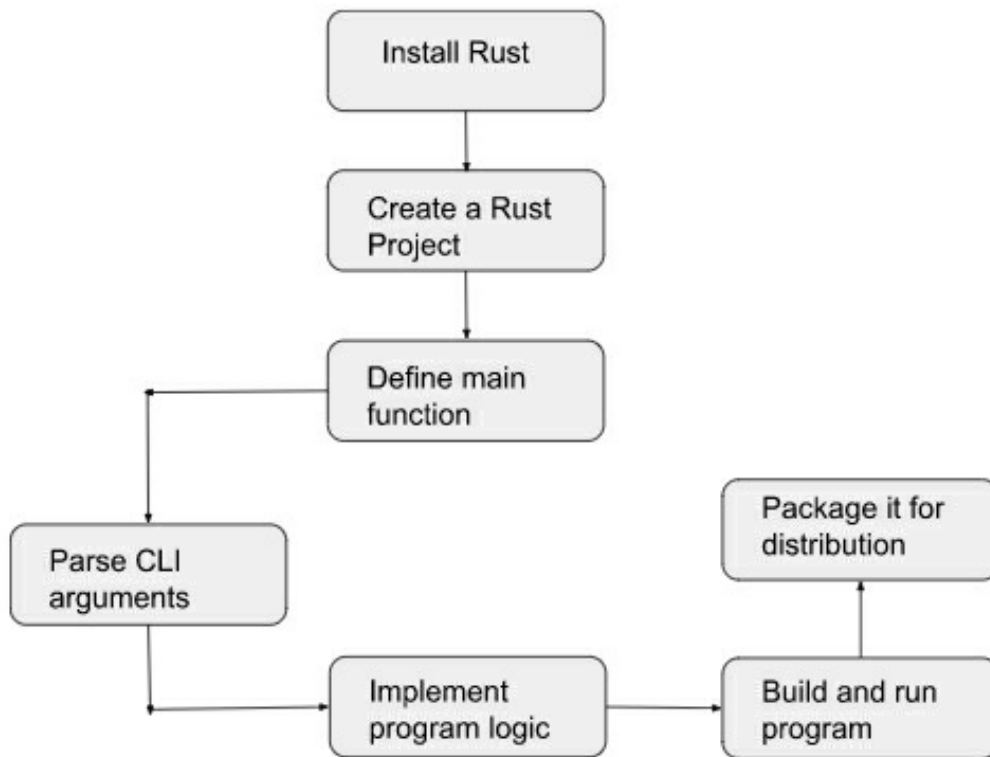 Install Rust
Create a Rust
Project
Define main
function
Parse CLI
arguments
Implement
program logic
Build and run
program
Package it for
distribution